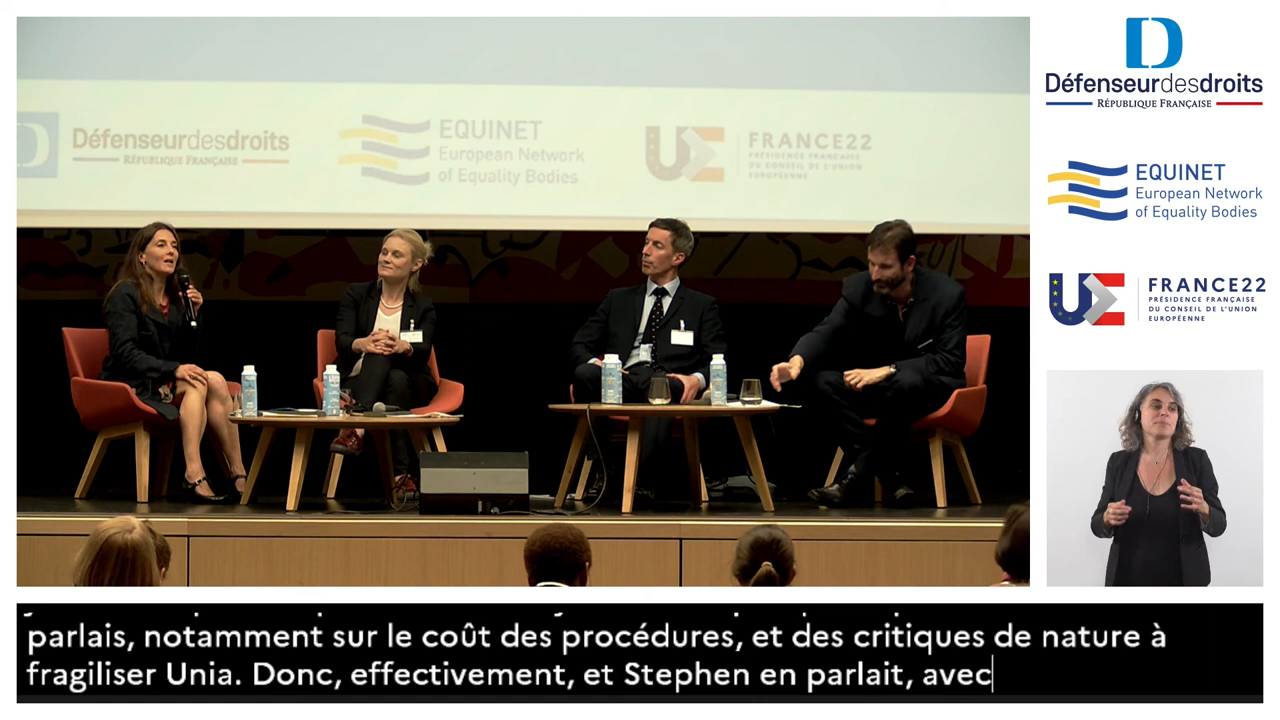 Défenseurdesdroits
RÉPUBLIQUE FRANÇAISE
EQUINET
European Network
of Equality Bodies
UE
FRANCE22
PRÉSIDENCE FRANÇAISE
DU CONSEIL DE L'UNION
EUROPÉENNE
D
Défenseurdesdroits
RÉPUBLIQUE FRANÇAISE
EQUINET
European Network
of Equality Bodies
UE
FRANCE22
PRÉSIDENCE FRANÇAISE
DU CONSEIL DE L'UNION
EUROPÉENNE
parlais, notamment sur le coût des procédures, et des critiques de nature à
fragiliser Unia. Donc, effectivement, et Stephen en parlait, avec